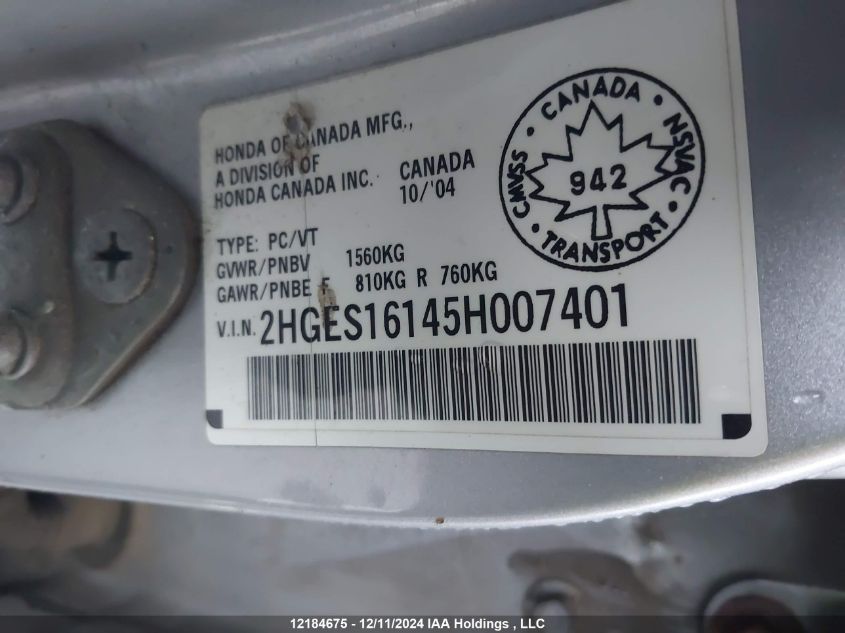 HONDA OF CANADA MFG.,
A DIVISION OF
HONDA CANADA INC.
CANADA
10/'04
CANADA • NSVAC • TRANSPORT • CMVSS •
942
TYPE: PC/VT
GVWR/PNBV 1560KG
GAWR/PNBE F 810KG R 760KG
V.I.N. 2HGES16145H007401
12184675 - 12/11/2024 IAA Holdings , LLC